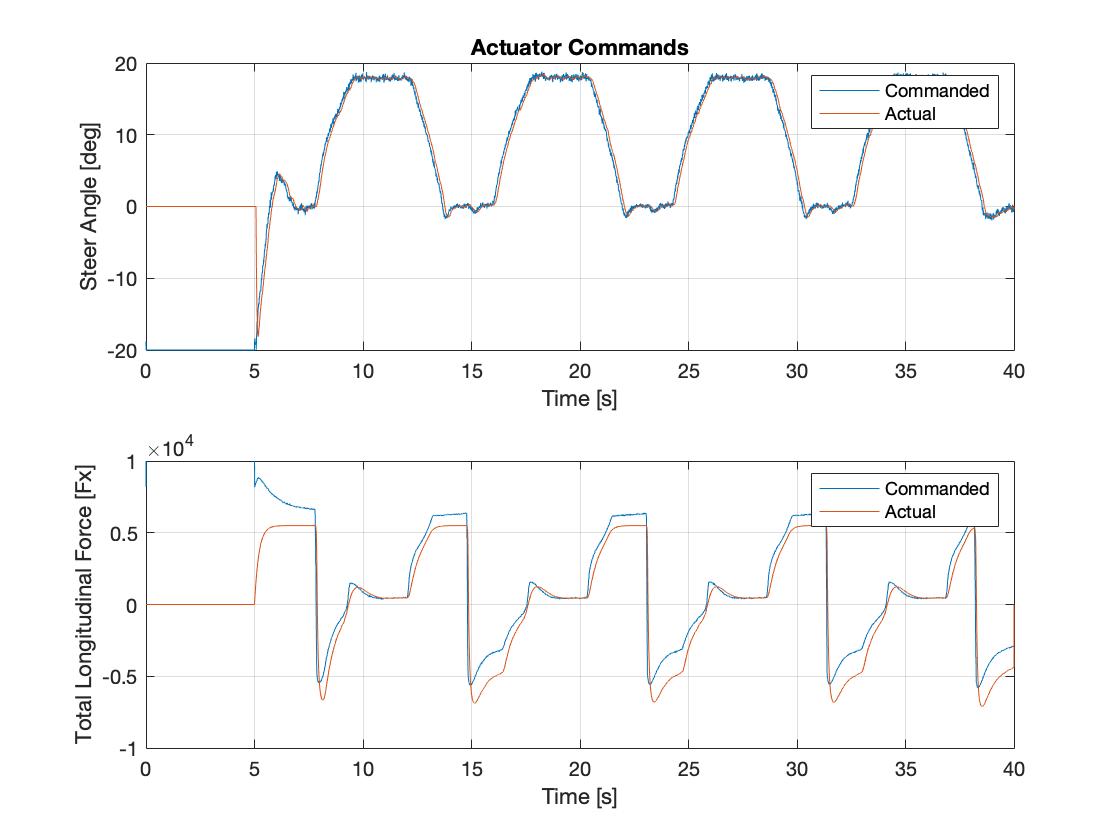 Actuator Commands
20
10
0
-10
-20
Steer Angle [deg]
Commanded
Actual
0 5 10 15 20 25 30 35 40
Time [s]
×10^4
1
0.5
0
-0.5
-1
Total Longitudinal Force [Fx]
Commanded
Actual
0 5 10 15 20 25 30 35 40
Time [s]